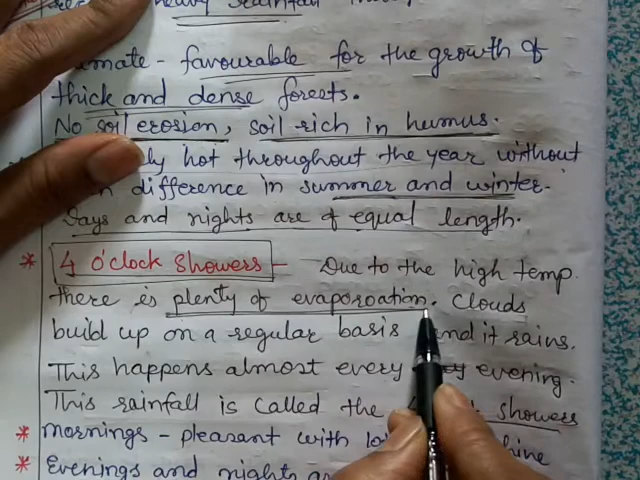 heavy rainfall
favourable for the growth of
thick and dense forests.
No soil erosion, soil rich in humus.
hot throughout the year without
difference in summer and winter.
Days and nights are of equal length.
* 4 o'clock Showers - Due to the high temp.
there is plenty of evaporation. Clouds
build up on a regular basis and it rains.
This happens almost every evening.
This rainfall is called the 4 showers
* Mornings - pleasant with
* Evenings and nights